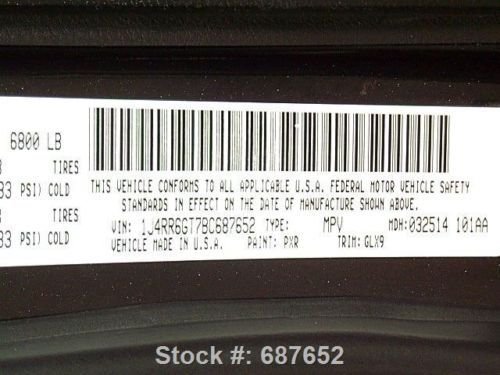 6800 LB
TIRES
PSI) COLD
TIRES
PSI) COLD
THIS VEHICLE CONFORMS TO ALL APPLICABLE U.S.A. FEDERAL MOTOR VEHICLE SAFETY
STANDARDS IN EFFECT ON THE DATE OF MANUFACTURE SHOWN ABOVE.
VIN: 1J4RR6GT7BC687652 TYPE: MPV MDH: 032514 101AA
VEHICLE MADE IN U.S.A. PAINT: PXR TRIM: GLX9
Stock #: 687652